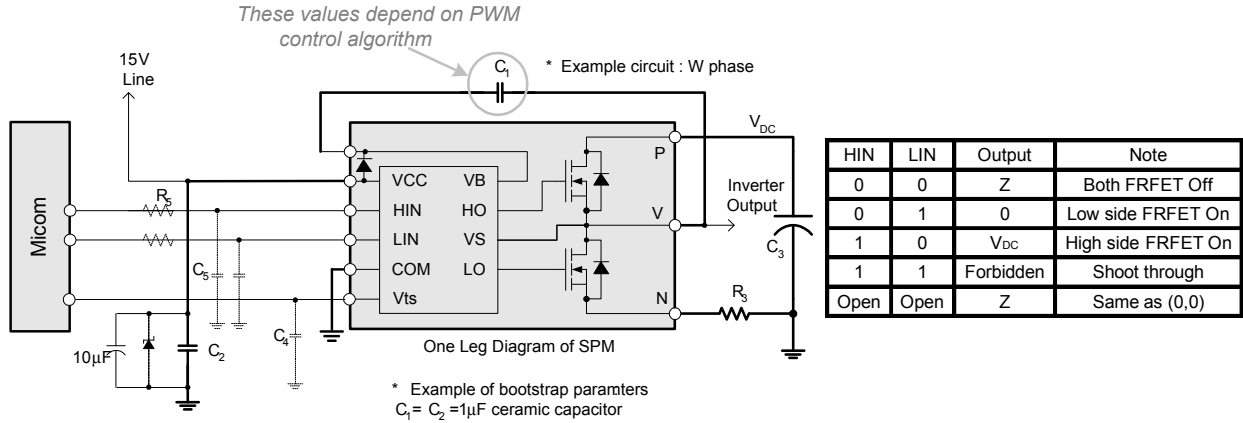 These values depend on PWM
control algorithm
15V
Line
C1
* Example circuit : W phase
VDC
Micom
R5
C5
10μF
C2
C4
VCC VB
HIN HO
LIN VS
COM LO
Vts
P
V
N
Inverter
Output
C3
R3
One Leg Diagram of SPM
* Example of bootstrap paramters
C1= C2 =1μF ceramic capacitor
HIN LIN Output Note
0 0 Z Both FRFET Off
0 1 0 Low side FRFET On
1 0 VDC High side FRFET On
1 1 Forbidden Shoot through
Open Open Z Same as (0,0)